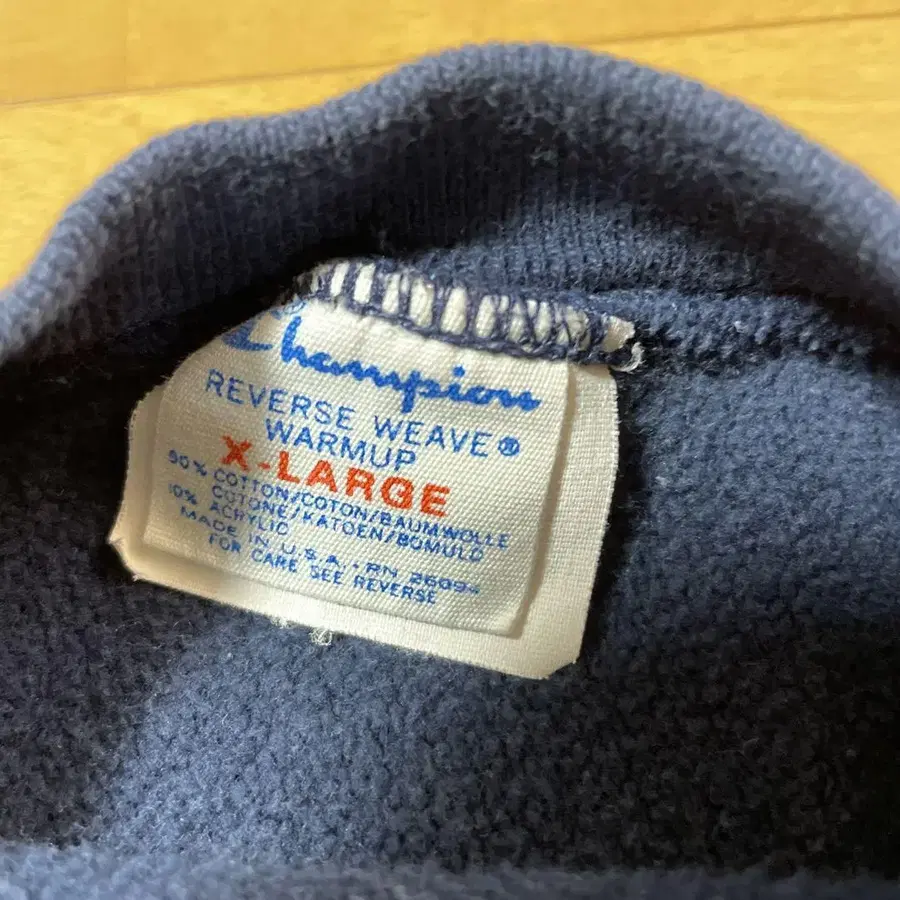 Champion
REVERSE WEAVE®
WARMUP
X-LARGE
90% COTTON/COTON/BAUMWOLLE
COTONE/KATOEN/BOMULD
10% ACRYLIC
MADE IN U.S.A. • RN 26094
FOR CARE SEE REVERSE